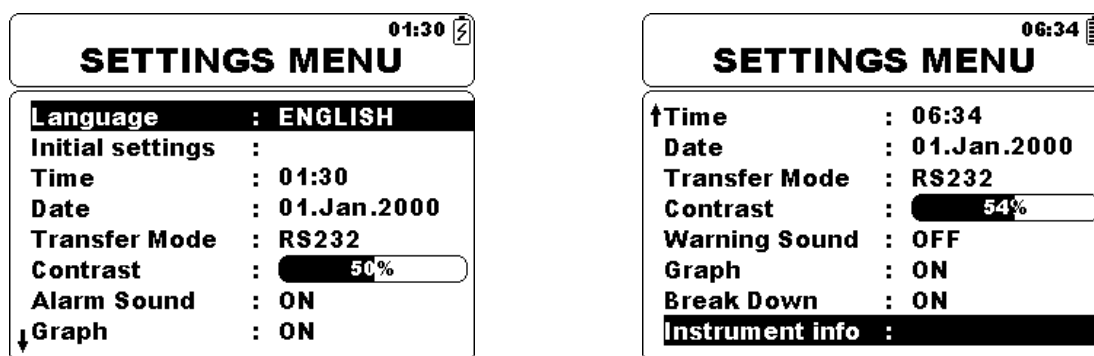 01:30
SETTINGS MENU
Language : ENGLISH
Initial settings :
Time : 01:30
Date : 01.Jan.2000
Transfer Mode : RS232
Contrast : 50%
Alarm Sound : ON
Graph : ON
06:34
SETTINGS MENU
Time : 06:34
Date : 01.Jan.2000
Transfer Mode : RS232
Contrast : 54%
Warning Sound : OFF
Graph : ON
Break Down : ON
Instrument info :